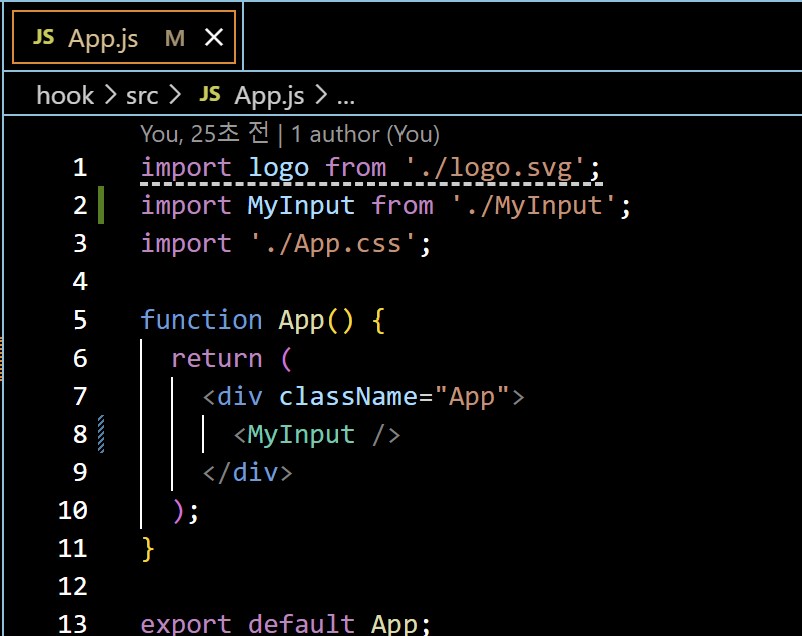 JS App.js M
hook > src > JS App.js > ...
You, 25초 전 | 1 author (You)
1 import logo from './logo.svg';
2 import MyInput from './MyInput';
3 import './App.css';
4
5 function App() {
6 return (
7 <div className="App">
8 <MyInput />
9 </div>
10 );
11 }
12
13 export default App;